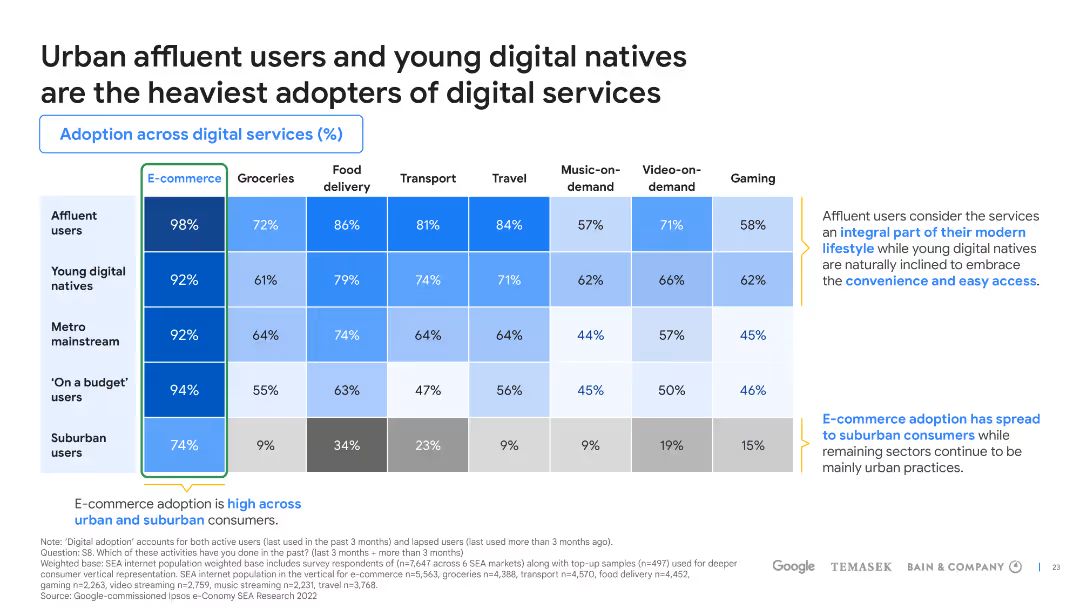 Urban affluent users and young digital natives
are the heaviest adopters of digital services
Adoption across digital services (%)
E-commerce Groceries Food delivery Transport Travel Music-on-demand Video-on-demand Gaming
Affluent users 98% 72% 86% 81% 84% 57% 71% 58%
Young digital natives 92% 61% 79% 74% 71% 62% 66% 62%
Metro mainstream 92% 64% 74% 64% 64% 44% 57% 45%
‘On a budget’ users 94% 55% 63% 47% 56% 45% 50% 46%
Suburban users 74% 9% 34% 23% 9% 9% 19% 15%
Affluent users consider the services
an integral part of their modern
lifestyle while young digital natives
are naturally inclined to embrace
the convenience and easy access.
E-commerce adoption has spread
to suburban consumers while
remaining sectors continue to be
mainly urban practices.
E-commerce adoption is high across
urban and suburban consumers.
Note: ‘Digital adoption’ accounts for both active users (last used in the past 3 months) and lapsed users (last used more than 3 months ago).
Question: S8. Which of these activities have you done in the past? (last 3 months + more than 3 months)
Weighted base: SEA internet population weighted base includes survey respondents of (n=7,647 across 6 SEA markets) along with top-up samples (n=497) used for deeper
consumer vertical representation. SEA internet population in the vertical for e-commerce n=5,563, groceries n=4,388, transport n=4,570, food delivery n=4,452,
gaming n=2,263, video streaming n=2,759, music streaming n=2,231, travel n=3,768.
Source: Google-commissioned Ipsos e-Conomy SEA Research 2022
Google TEMASEK BAIN & COMPANY 23